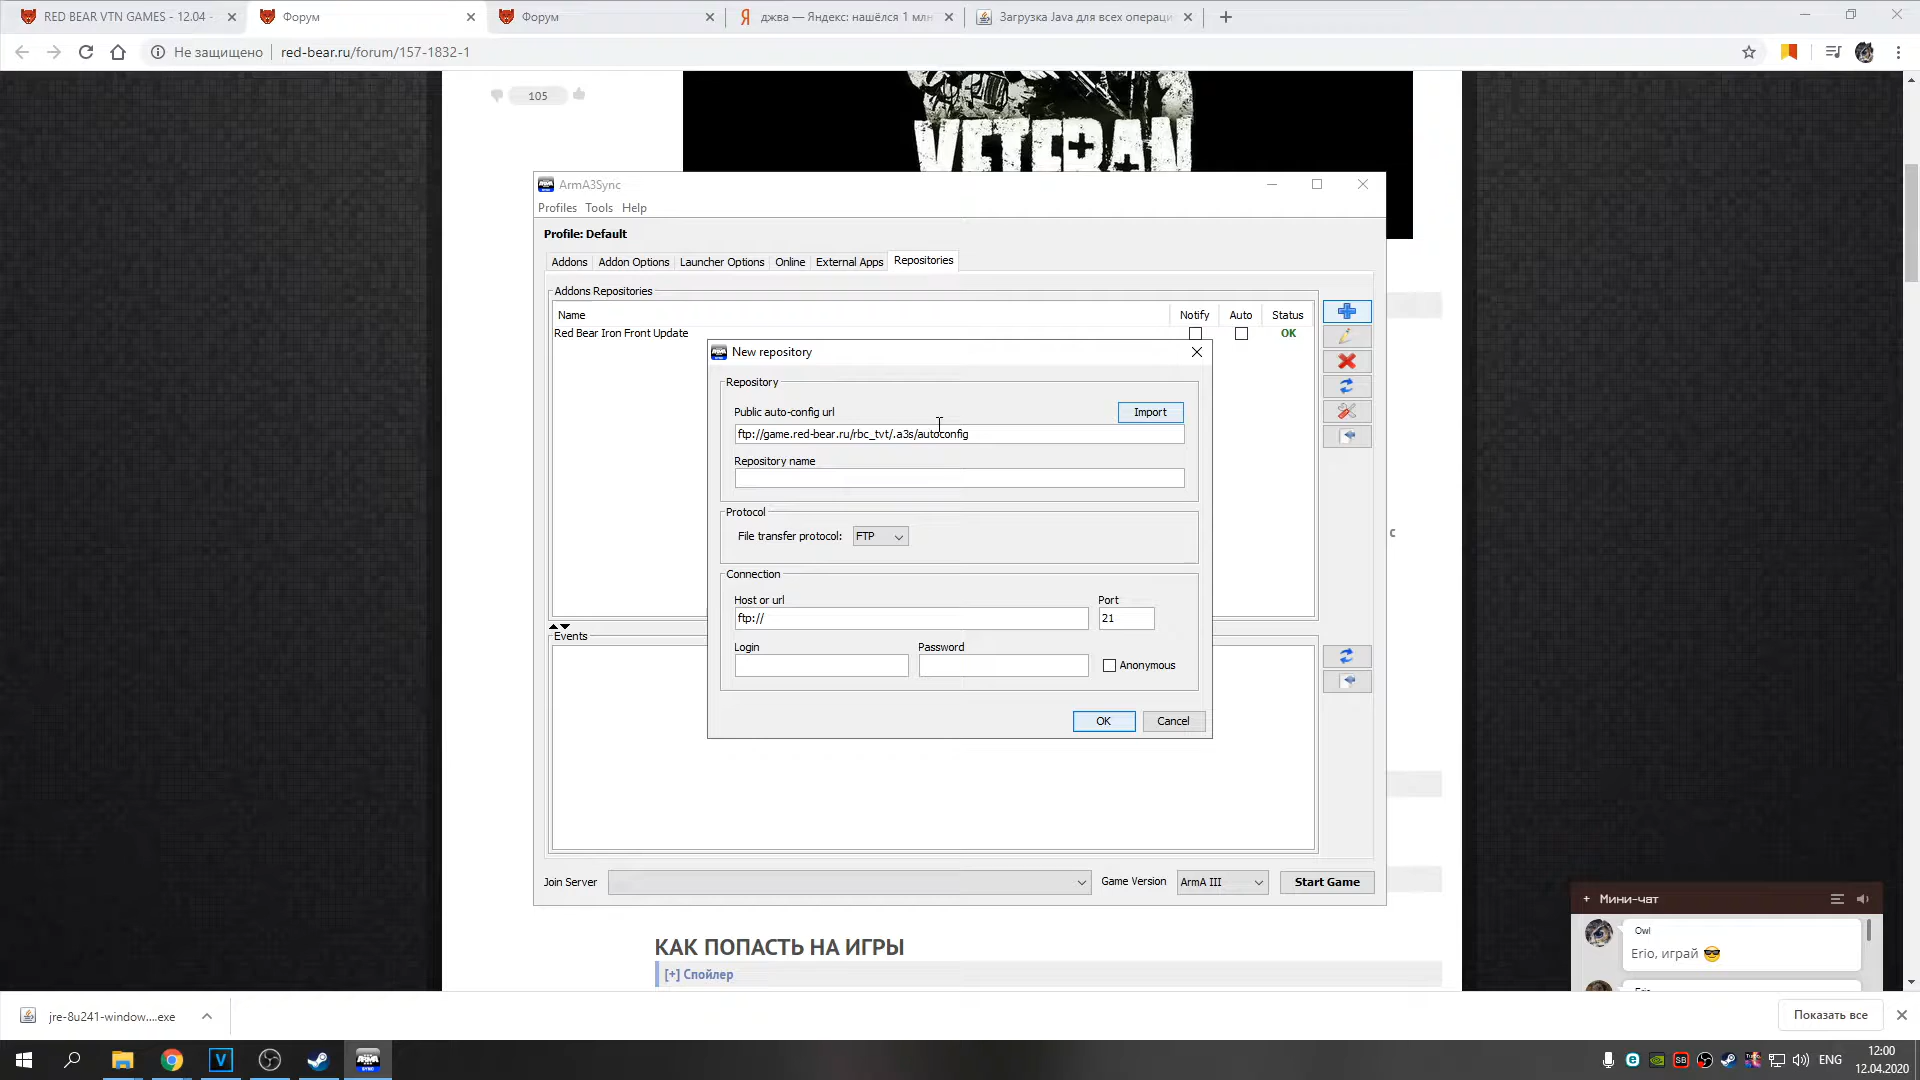 RED BEAR VTN GAMES - 12.04 -
Форум
Форум
джва — Яндекс: нашёлся 1 млн
Загрузка Java для всех операци
Не защищено
red-bear.ru/forum/157-1832-1
105
VETERAN
ArmA3Sync
Profiles Tools Help
Profile: Default
Addons Addon Options Launcher Options Online External Apps Repositories
Addons Repositories
Name Notify Auto Status
Red Bear Iron Front Update OK
New repository
Repository
Public auto-config url
Import
ftp://game.red-bear.ru/rbc_tvt/.a3s/autoconfig
Repository name
Protocol
File transfer protocol: FTP
с
Connection
Host or url Port
ftp:// 21
Events
Login Password
Anonymous
OK Cancel
Join Server Game Version ArmA III Start Game
КАК ПОПАСТЬ НА ИГРЫ
[+] Спойлер
+ Мини-чат
Owl
Erio, играй
jre-8u241-window....exe
Показать все
V
SB
ENG
12:00
12.04.2020